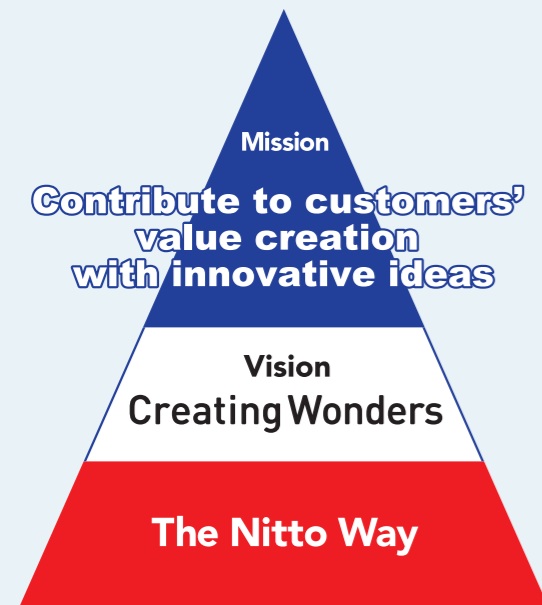 Mission
Contribute to customers’
value creation
with innovative ideas
Vision
Creating Wonders
The Nitto Way